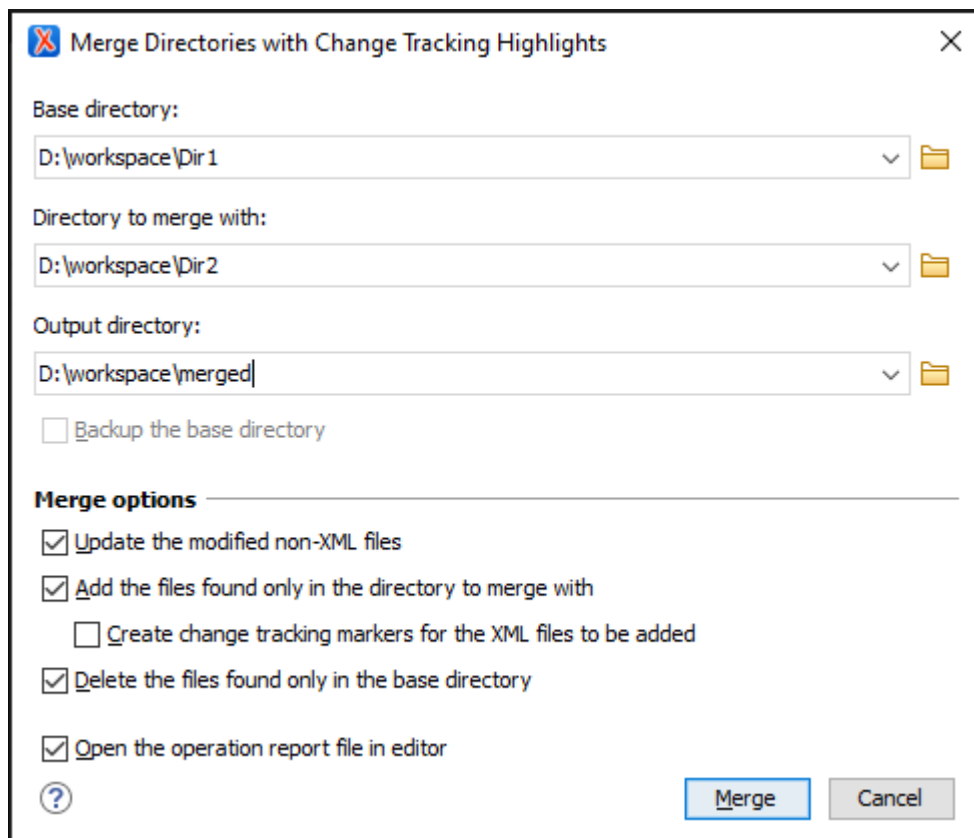 Merge Directories with Change Tracking Highlights
Base directory:
D:\workspace\Dir1
Directory to merge with:
D:\workspace\Dir2
Output directory:
D:\workspace\merged
Backup the base directory
Merge options
Update the modified non-XML files
Add the files found only in the directory to merge with
Create change tracking markers for the XML files to be added
Delete the files found only in the base directory
Open the operation report file in editor
? Merge Cancel